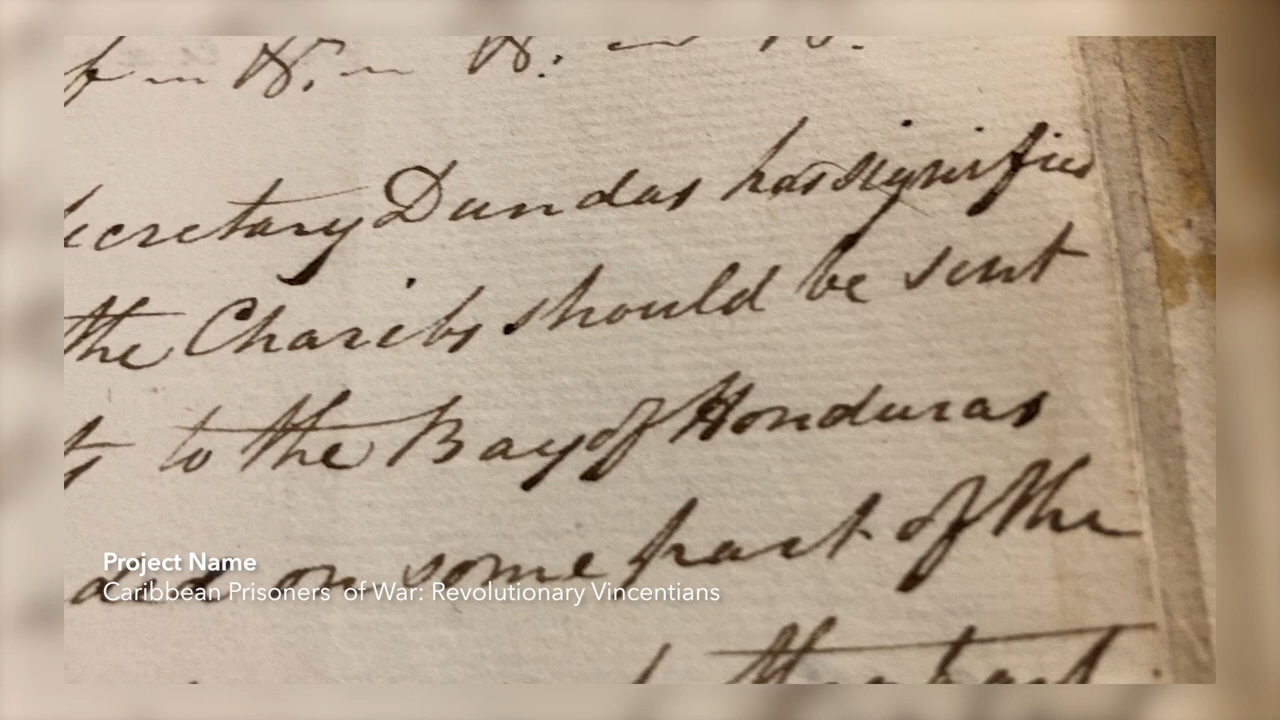 Secretary Dundas has signified
the Charibs should be sent
to the Bay of Honduras
on some part of the
Project Name
Caribbean Prisoners of War: Revolutionary Vincentians